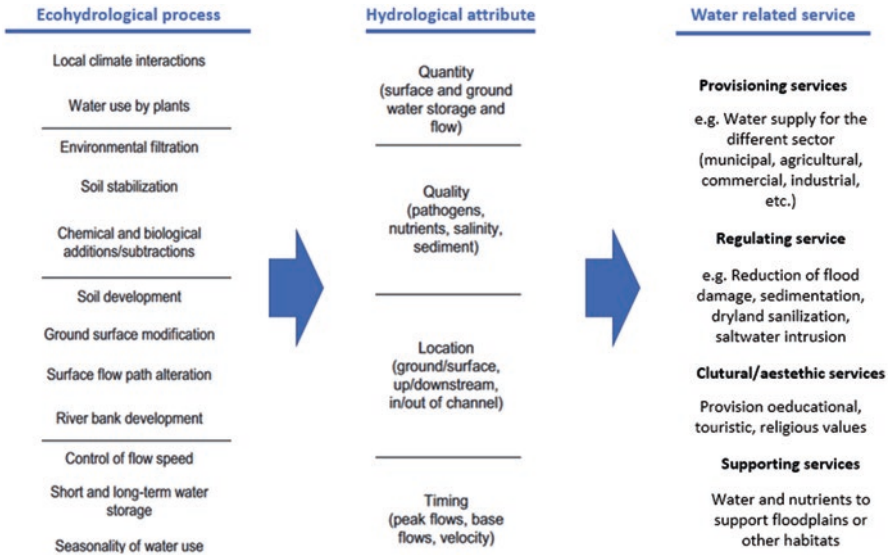 Ecohydrological process
Local climate interactions
Water use by plants
Environmental filtration
Soil stabilization
Chemical and biological
additions/subtractions
Soil development
Ground surface modification
Surface flow path alteration
River bank development
Control of flow speed
Short and long-term water
storage
Seasonality of water use
Hydrological attribute
Quantity
(surface and ground
water storage and
flow)
Quality
(pathogens,
nutrients, salinity,
sediment)
Location
(ground/surface,
up/downstream,
in/out of channel)
Timing
(peak flows, base
flows, velocity)
Water related service
Provisioning services
e.g. Water supply for the
different sector
(municipal, agricultural,
commercial, industrial,
etc.)
Regulating service
e.g. Reduction of flood
damage, sedimentation,
dryland sanilization,
saltwater intrusion
Clutural/aestethic services
Provision oeducational,
touristic, religious values
Supporting services
Water and nutrients to
support floodplains or
other habitats